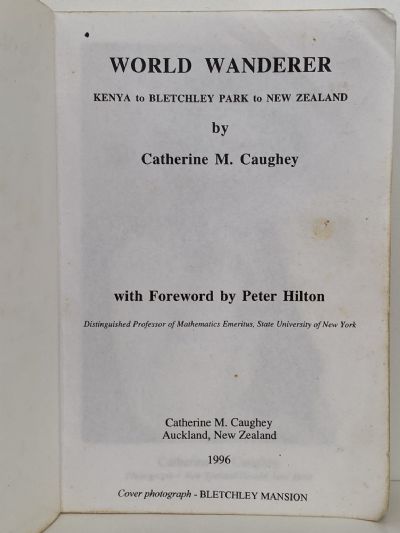 WORLD WANDERER
KENYA to BLETCHLEY PARK to NEW ZEALAND
by
Catherine M. Caughey
with Foreword by Peter Hilton
Distinguished Professor of Mathematics Emeritus, State University of New York
Catherine M. Caughey
Auckland, New Zealand
1996
Cover photograph - BLETCHLEY MANSION